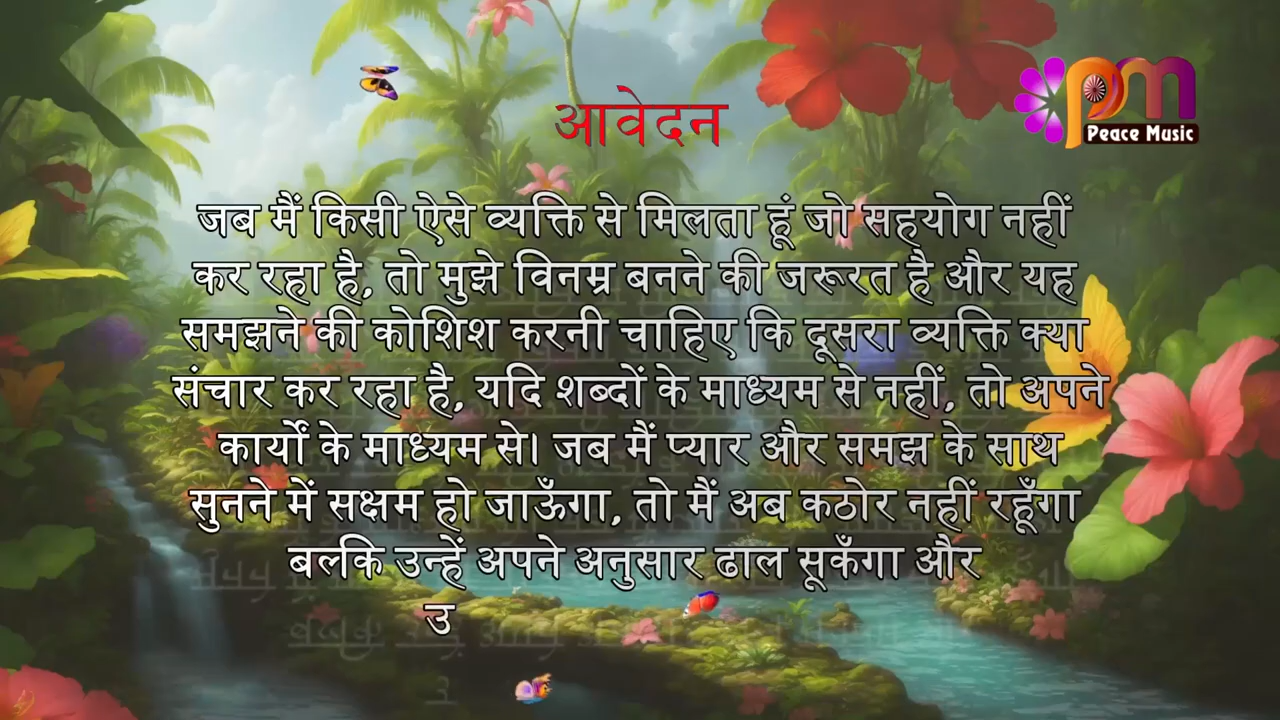 आवेदन
pm
Peace Music
जब मैं किसी ऐसे व्यक्ति से मिलता हूं जो सहयोग नहीं
कर रहा है, तो मुझे विनम्र बनने की जरूरत है और यह
समझने की कोशिश करनी चाहिए कि दूसरा व्यक्ति क्या
संचार कर रहा है, यदि शब्दों के माध्यम से नहीं, तो अपने
कार्यों के माध्यम से। जब मैं प्यार और समझ के साथ
सुनने में सक्षम हो जाऊँगा, तो मैं अब कठोर नहीं रहूँगा
बलकि उन्हें अपने अनुसार ढाल सूकँगा और
उ